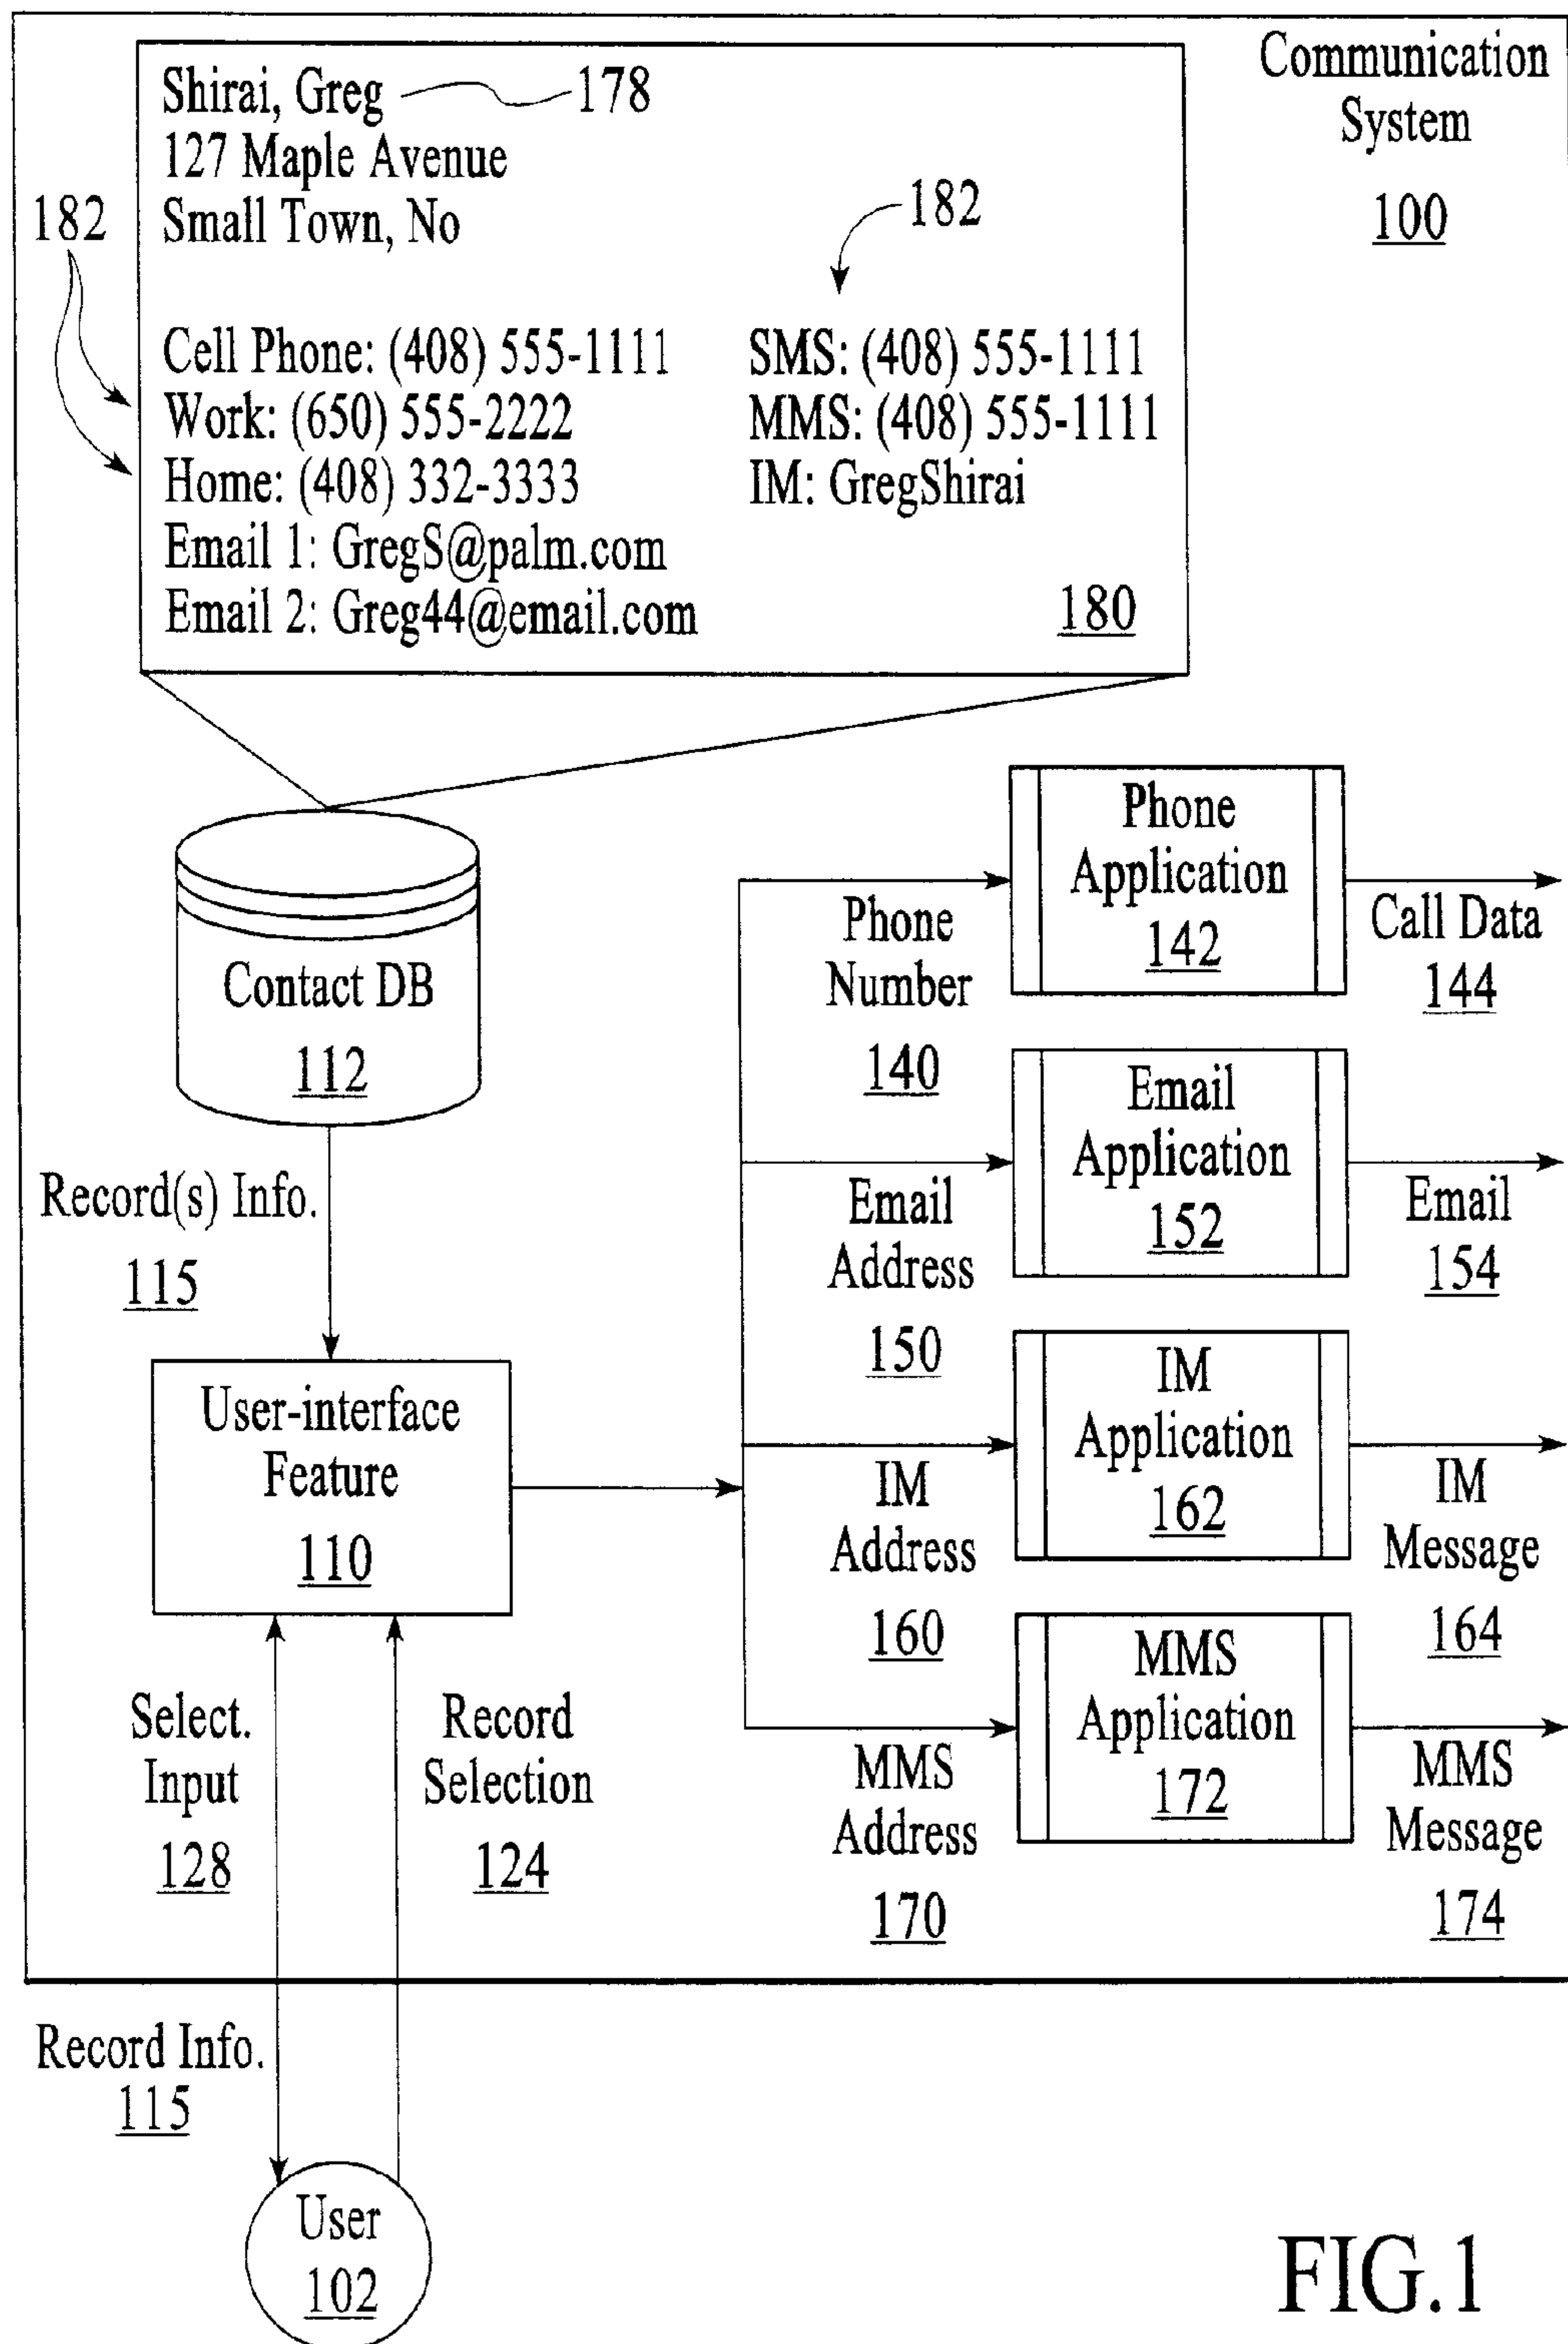 Communication
System
100
Shirai, Greg
178
127 Maple Avenue
Small Town, No
182
182
Cell Phone: (408) 555-1111
Work: (650) 555-2222
Home: (408) 332-3333
Email 1: GregS@palm.com
Email 2: Greg44@email.com
SMS: (408) 555-1111
MMS: (408) 555-1111
IM: GregShirai
180
Contact DB
112
Record(s) Info.
115
User-interface
Feature
110
Select.
Input
128
Record
Selection
124
Record Info.
115
User
102
Phone
Number
140
Phone
Application
142
Call Data
144
Email
Address
150
Email
Application
152
Email
154
IM
Address
160
IM
Application
162
IM
Message
164
MMS
Address
170
MMS
Application
172
MMS
Message
174
FIG.1